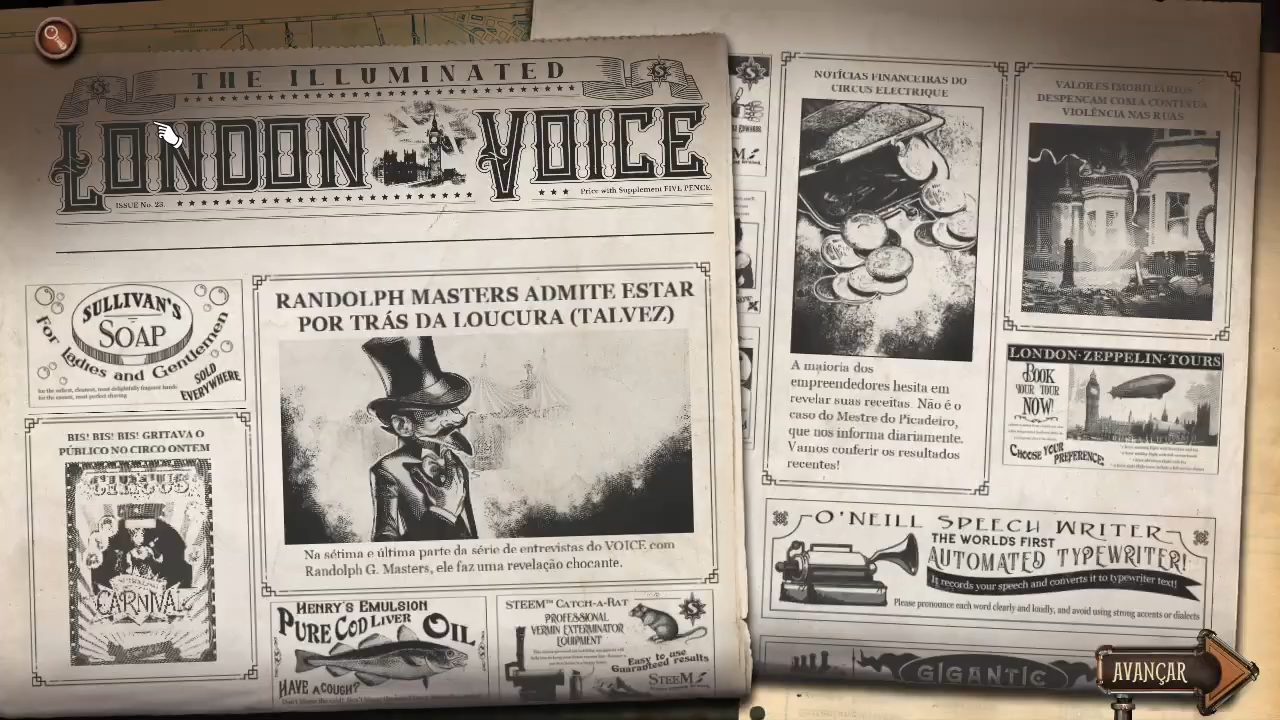 THE ILLUMINATED
LONDON VOICE
ISSUE No. 23.
Price with Supplement FIVE PENCE.
SULLIVAN'S
SOAP
For Ladies and Gentlemen
SOLD
EVERYWHERE
BIS! BIS! BIS! GRITAVA O
PÚBLICO NO CIRCO ONTEM
CIRCUS
CARNIVAL
RANDOLPH MASTERS ADMITE ESTAR
POR TRÁS DA LOUCURA (TALVEZ)
Na sétima e última parte da série de entrevistas do VOICE com
Randolph G. Masters, ele faz uma revelação chocante.
HENRY'S EMULSION
PURE COD LIVER OIL
HAVE A COUGH?
STEEM™ CATCH-A-RAT
PROFESSIONAL
VERMIN EXTERMINATOR
EQUIPMENT
Easy to use
Guaranteed results
STEEM
NOTÍCIAS FINANCEIRAS DO
CIRCUS ELECTRIQUE
A maioria dos
empreendedores hesita em
revelar suas receitas. Não é o
caso do Mestre do Picadeiro,
que nos informa diariamente.
Vamos conferir os resultados
recentes!
VALORES IMOBILIÁRIOS
DESPENCAM COM A CONTÍNUA
VIOLÊNCIA NAS RUAS
LONDON·ZEPPELIN·TOURS
BOOK
YOUR TOUR
NOW!
CHOOSE YOUR
PREFERENCE!
O'NEILL SPEECH WRITER
THE WORLDS FIRST
AUTOMATED TYPEWRITER!
It records your speech and converts it to typewriter text!
Please pronounce each word clearly and loudly, and avoid using strong accents or dialects
GIGANTIC
AVANÇAR